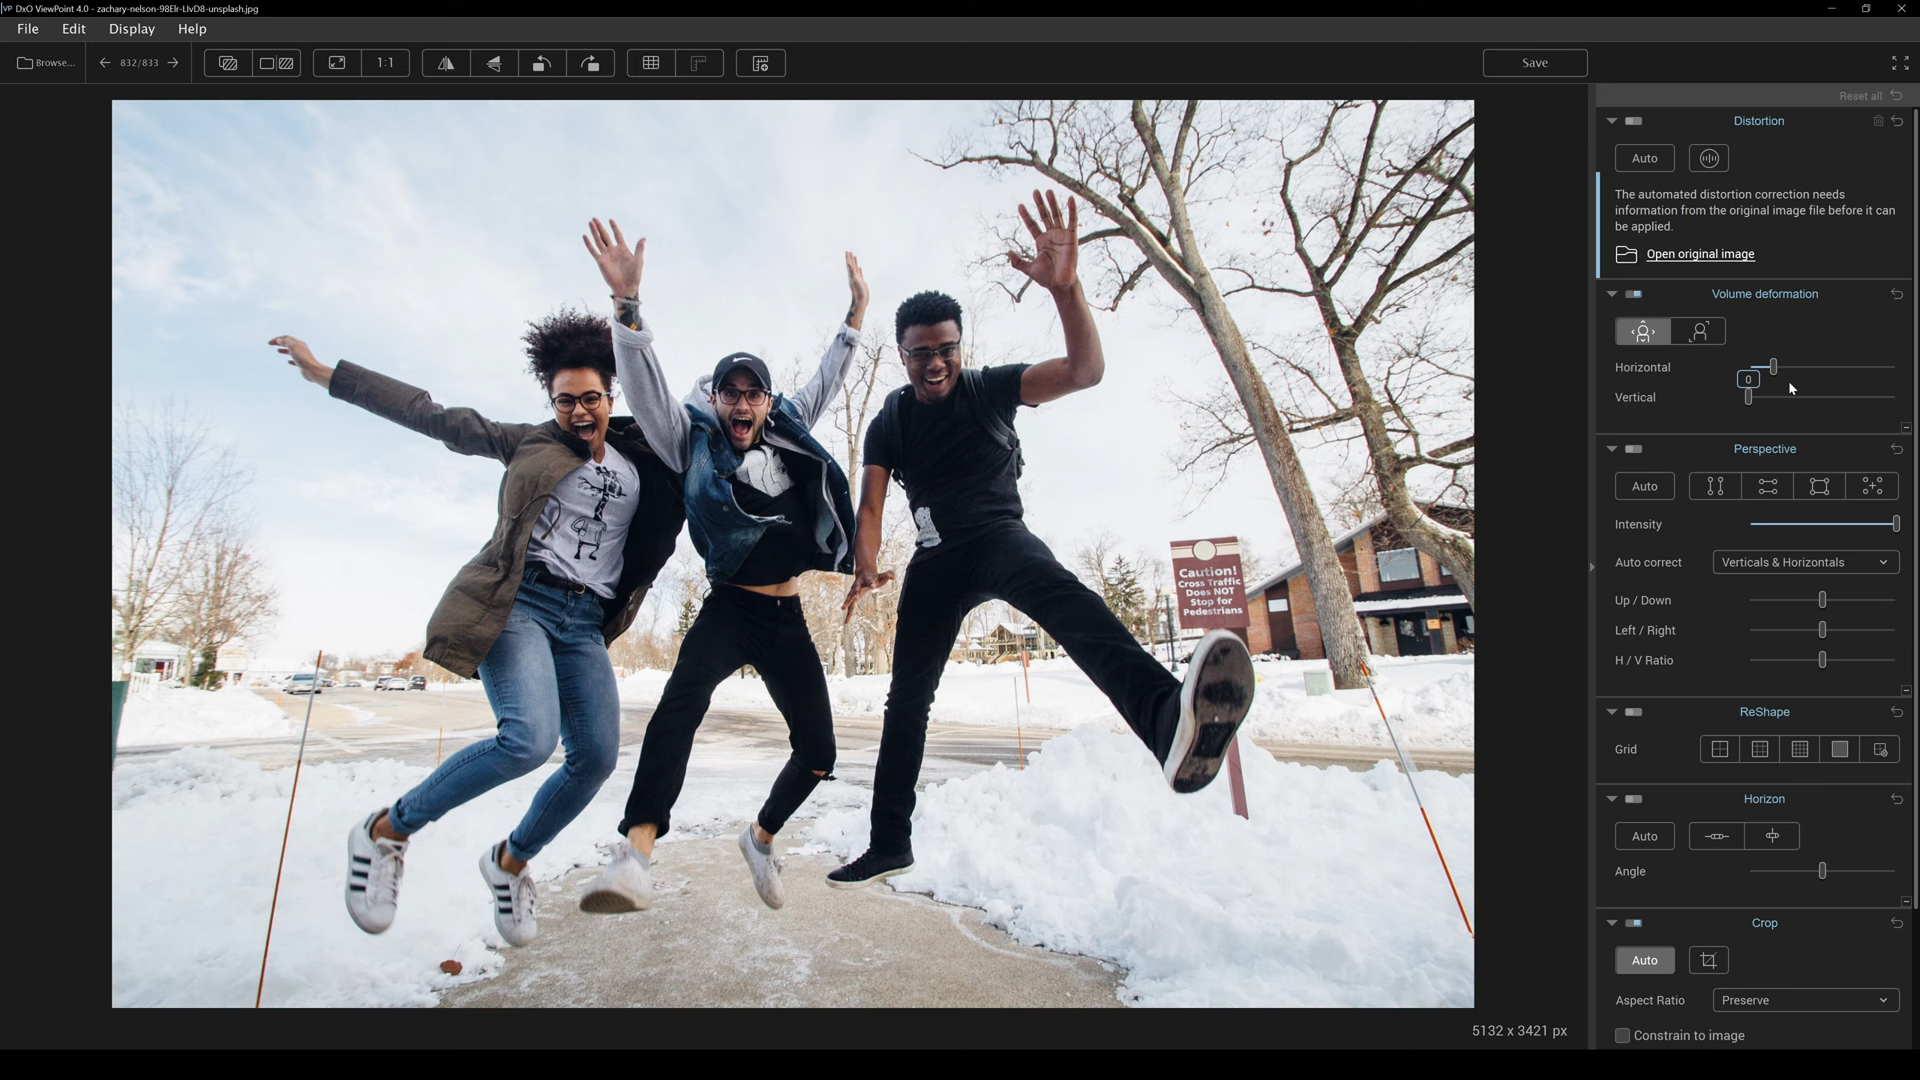 VP DxO ViewPoint 4.0 - zachary-nelson-98Elr-LIvD8-unsplash.jpg
File Edit Display Help
Browse... 832/833 1:1 Save
Reset all
Distortion
Auto
The automated distortion correction needs
information from the original image file before it can
be applied.
Open original image
Volume deformation
Horizontal
0
Vertical
Perspective
Auto
Intensity
Auto correct Verticals & Horizontals
Up / Down
Left / Right
H / V Ratio
ReShape
Grid
Horizon
Auto
Angle
Crop
Auto
Aspect Ratio Preserve
Constrain to image
Caution!
Cross Traffic
Does NOT
Stop for
Pedestrians
5132 x 3421 px